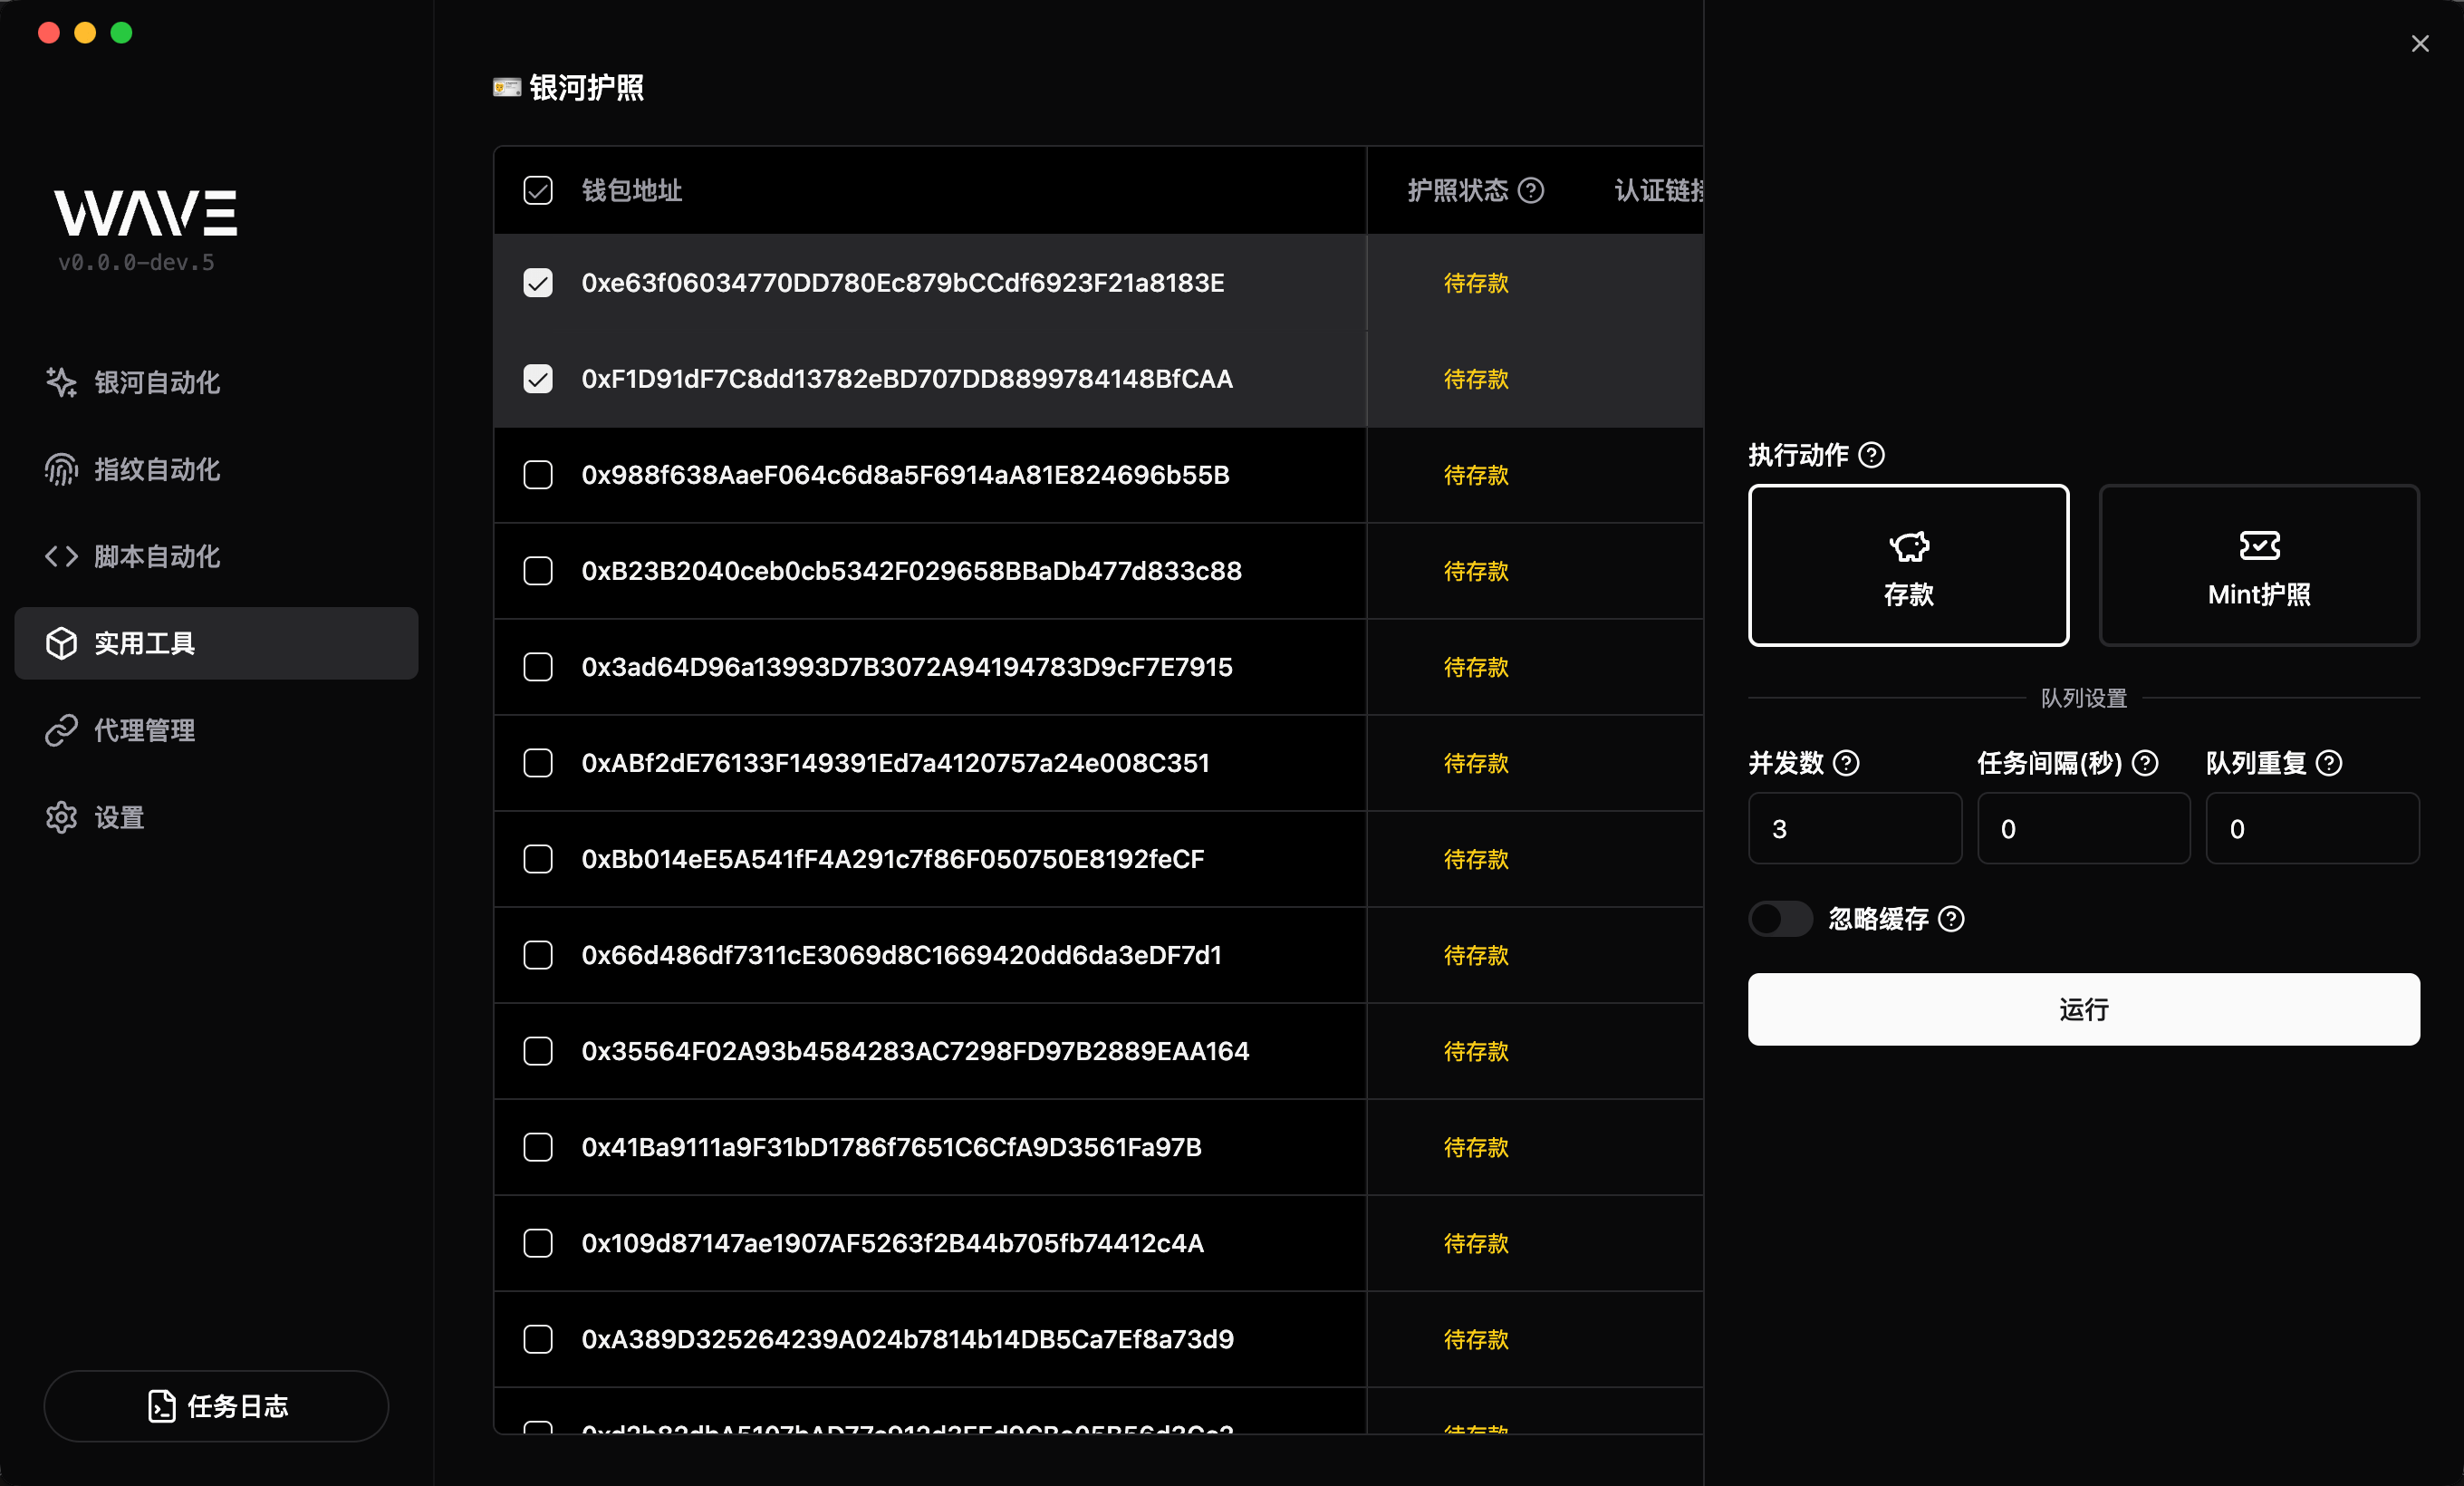 WAVE
v0.0.0-dev.5
银河自动化
指纹自动化
脚本自动化
实用工具
代理管理
设置
任务日志
银河护照
钱包地址 护照状态 认证链接
0xe63f06034770DD780Ec879bCCdf6923F21a8183E 待存款
0xF1D91dF7C8dd13782eBD707DD8899784148BfCAA 待存款
0x988f638AaeF064c6d8a5F6914aA81E824696b55B 待存款
0xB23B2040ceb0cb5342F029658BBaDb477d833c88 待存款
0x3ad64D96a13993D7B3072A94194783D9cF7E7915 待存款
0xABf2dE76133F149391Ed7a4120757a24e008C351 待存款
0xBb014eE5A541fF4A291c7f86F050750E8192feCF 待存款
0x66d486df7311cE3069d8C1669420dd6da3eDF7d1 待存款
0x35564F02A93b4584283AC7298FD97B2889EAA164 待存款
0x41Ba9111a9F31bD1786f7651C6CfA9D3561Fa97B 待存款
0x109d87147ae1907AF5263f2B44b705fb74412c4A 待存款
0xA389D325264239A024b7814b14DB5Ca7Ef8a73d9 待存款
待存款
执行动作
存款
Mint护照
队列设置
并发数 任务间隔(秒) 队列重复
3 0 0
忽略缓存
运行